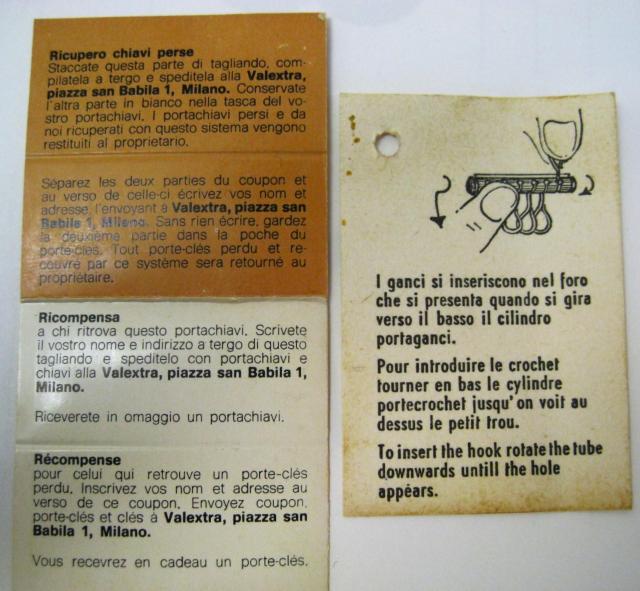 Ricupero chiavi perse
Staccate questa parte di tagliando, com-
pilatela a tergo e speditela alla Valextra,
piazza san Babila 1, Milano. Conservate
l'altra parte in bianco nella tasca del vo-
stro portachiavi. I portachiavi persi e da
noi ricuperati con questo sistema vengono
restituiti al proprietario.
Séparez les deux parties du coupon et
au verso de celle-ci écrivez vos nom et
adresse, l'envoyant à Valextra, piazza san
Babila 1, Milano. Sans rien écrire, gardez
la deuxième partie dans la poche du
porte-clés. Tout porte-clés perdu et re-
couvré par ce système sera retourné au
propriétaire.
Ricompensa
a chi ritrova questo portachiavi. Scrivete
il vostro nome e indirizzo a tergo di questo
tagliando e speditelo con portachiavi e
chiavi alla Valextra, piazza san Babila 1,
Milano.
Riceverete in omaggio un portachiavi.
Récompense
pour celui qui retrouve un porte-clés
perdu. Inscrivez vos nom et adresse au
verso de ce coupon. Envoyez coupon,
porte-clés et clés à Valextra, piazza san
Babila 1, Milano.
Vous recevrez en cadeau un porte-clés.
I ganci si inseriscono nel foro
che si presenta quando si gira
verso il basso il cilindro
portaganci.
Pour introduire le crochet
tourner en bas le cylindre
portecrochet jusqu'on voit au
dessus le petit trou.
To insert the hook rotate the tube
downwards untill the hole
appears.